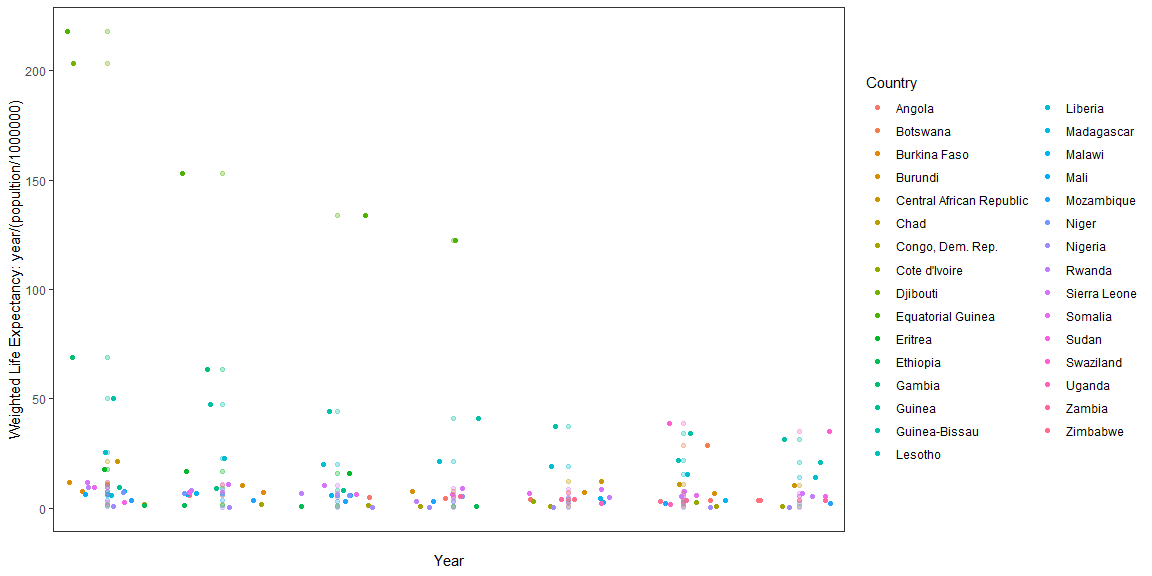 Weighted Life Expectancy: year/(popultion/1000000)
200
150
100
50
0
Year
Country
Angola
Botswana
Burkina Faso
Burundi
Central African Republic
Chad
Congo, Dem. Rep.
Cote d'Ivoire
Djibouti
Equatorial Guinea
Eritrea
Ethiopia
Gambia
Guinea
Guinea-Bissau
Lesotho
Liberia
Madagascar
Malawi
Mali
Mozambique
Niger
Nigeria
Rwanda
Sierra Leone
Somalia
Sudan
Swaziland
Uganda
Zambia
Zimbabwe